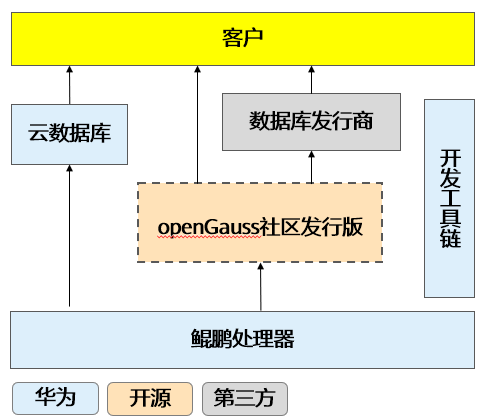 客户
云数据库
数据库发行商
开发工具链
openGauss社区发行版
鲲鹏处理器
华为
开源
第三方